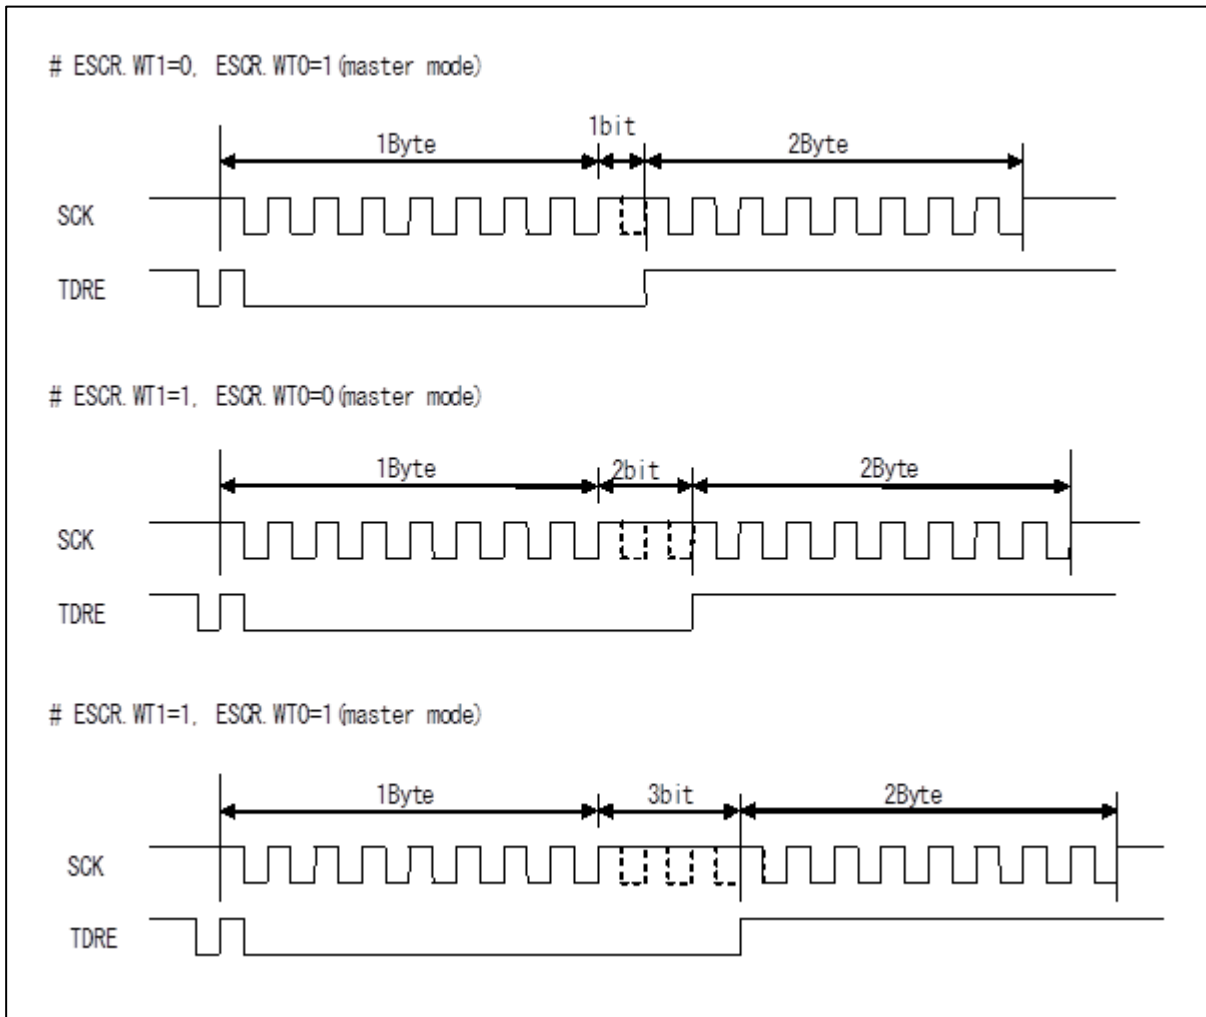 # ESCR.WT1=0, ESCR.WT0=1(master mode)
1Byte 1bit 2Byte
SCK
TDRE
# ESCR.WT1=1, ESCR.WT0=0(master mode)
1Byte 2bit 2Byte
SCK
TDRE
# ESCR.WT1=1, ESCR.WT0=1(master mode)
1Byte 3bit 2Byte
SCK
TDRE